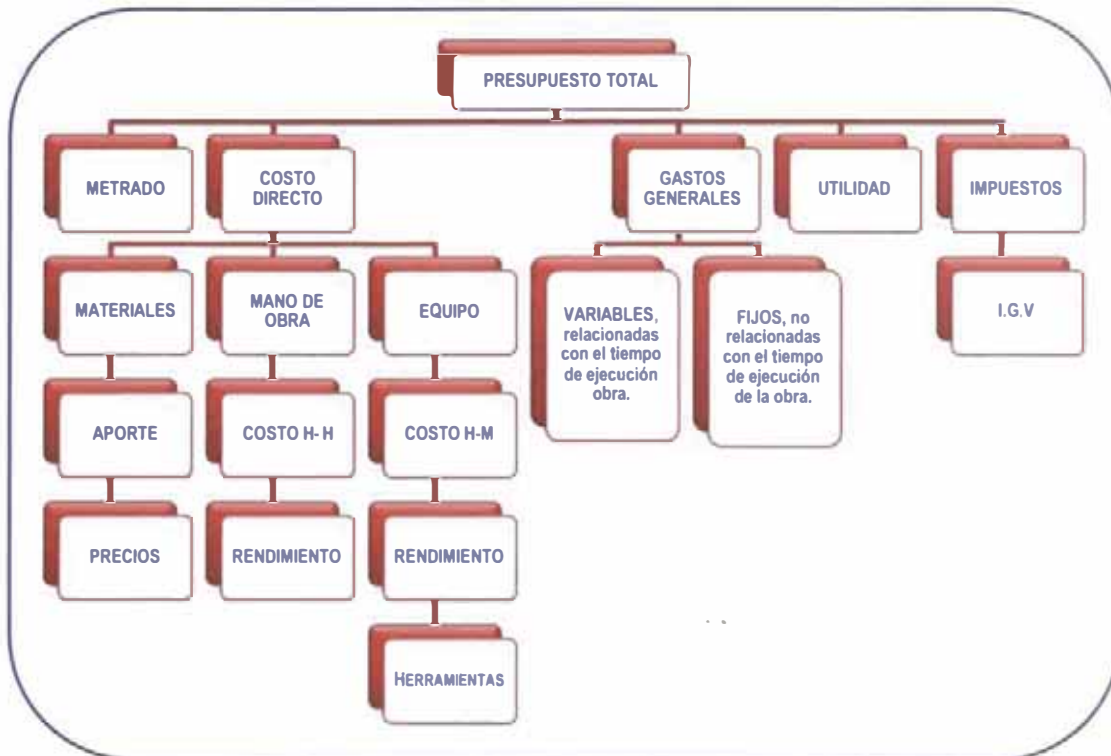 PRESUPUESTO TOTAL
METRADO
COSTO
DIRECTO
GASTOS
GENERALES
UTILIDAD
IMPUESTOS
MATERIALES
MANO DE
OBRA
EQUIPO
VARIABLES,
relacionadas
con el tiempo
de ejecución
obra.
FIJOS, no
relacionadas
con el tiempo
de ejecución
de la obra.
I.G.V
APORTE
COSTO H- H
COSTO H-M
PRECIOS
RENDIMIENTO
RENDIMIENTO
HERRAMIENTAS